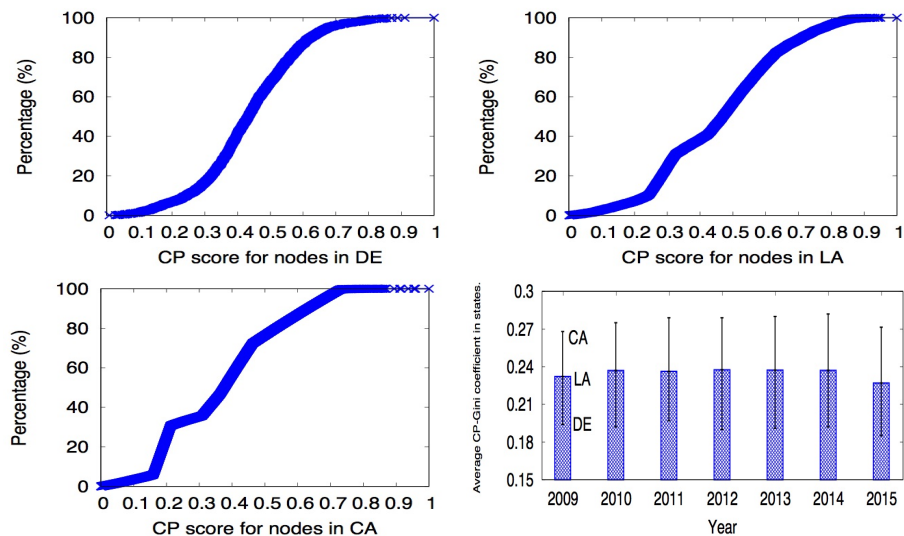 100
80
60
40
20
0
Percentage (%)
0 0.1 0.2 0.3 0.4 0.5 0.6 0.7 0.8 0.9 1
CP score for nodes in DE
100
80
60
40
20
0
Percentage (%)
0 0.1 0.2 0.3 0.4 0.5 0.6 0.7 0.8 0.9 1
CP score for nodes in LA
100
80
60
40
20
0
Percentage (%)
0 0.1 0.2 0.3 0.4 0.5 0.6 0.7 0.8 0.9 1
CP score for nodes in CA
0.3
0.27
0.24
0.21
0.18
0.15
Average CP-Gini coefficient in states.
CA
LA
DE
2009 2010 2011 2012 2013 2014 2015
Year